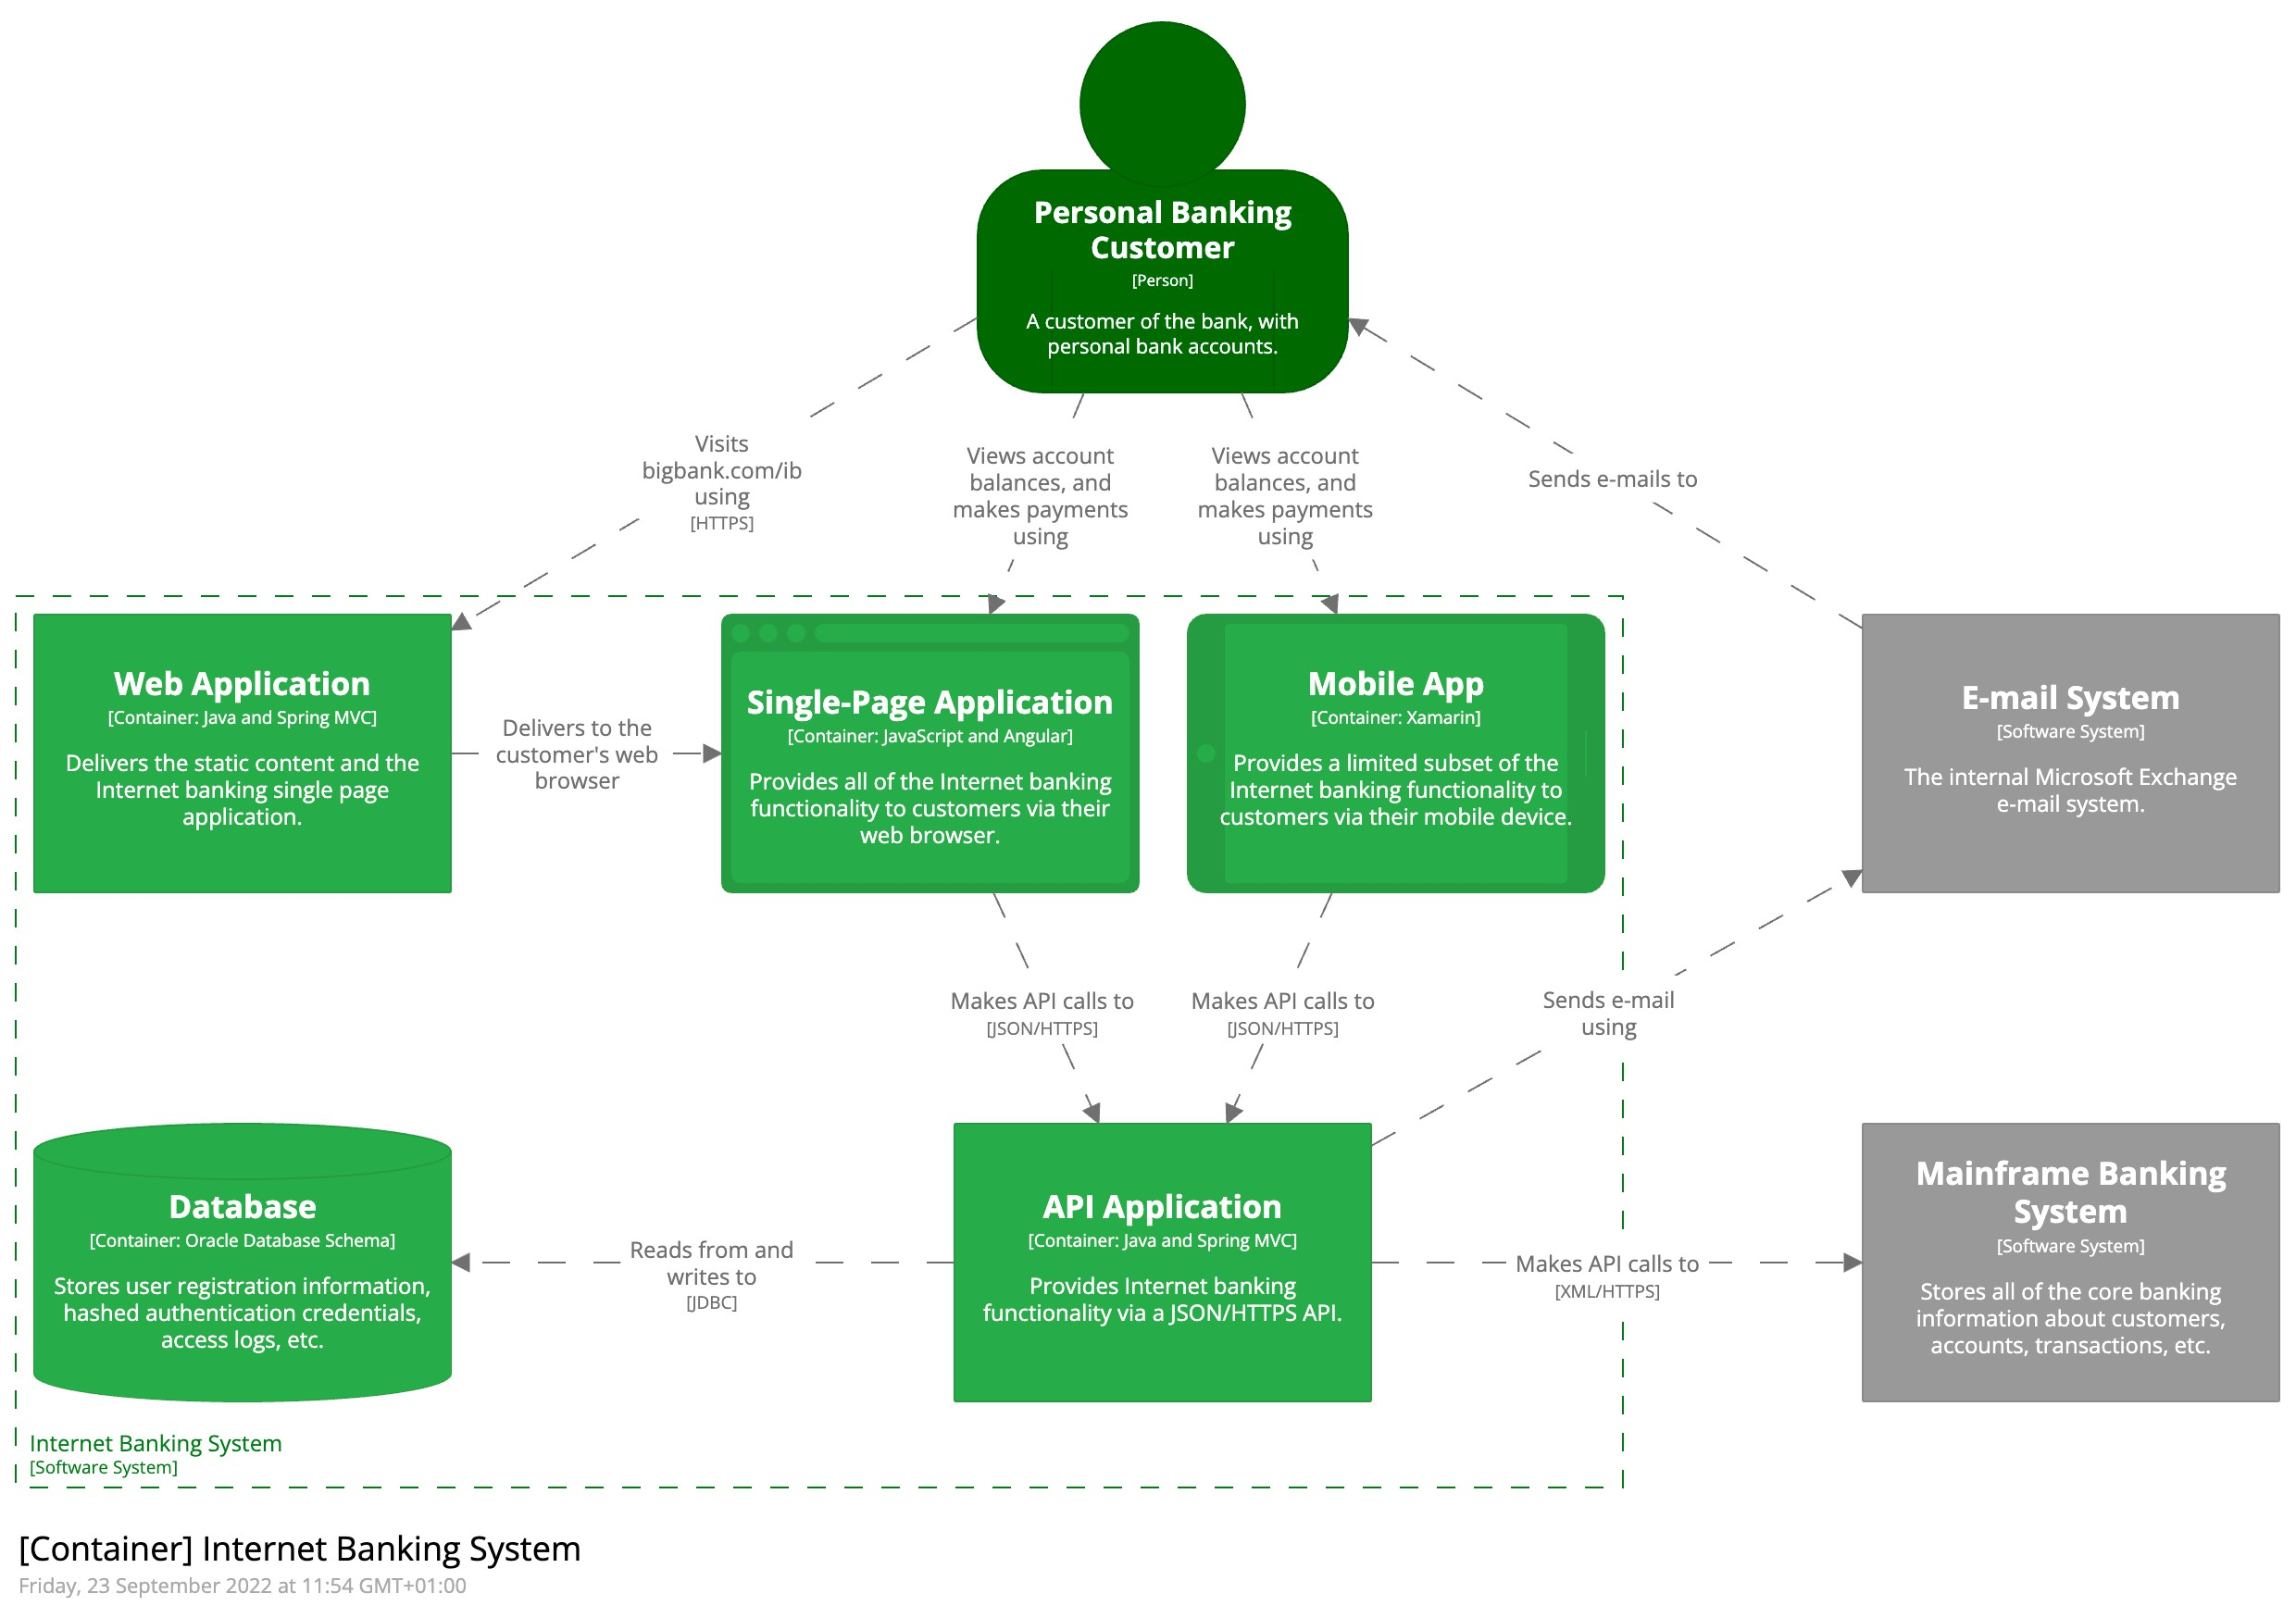 Personal Banking
Customer
[Person]
A customer of the bank, with
personal bank accounts.
Visits
bigbank.com/ib
using
[HTTPS]
Views account
balances, and
makes payments
using
Views account
balances, and
makes payments
using
Sends e-mails to
Web Application
[Container: Java and Spring MVC]
Delivers the static content and the
Internet banking single page
application.
Delivers to the
customer's web
browser
Single-Page Application
[Container: JavaScript and Angular]
Provides all of the Internet banking
functionality to customers via their
web browser.
Mobile App
[Container: Xamarin]
Provides a limited subset of the
Internet banking functionality to
customers via their mobile device.
E-mail System
[Software System]
The internal Microsoft Exchange
e-mail system.
Makes API calls to
[JSON/HTTPS]
Makes API calls to
[JSON/HTTPS]
Sends e-mail
using
Database
[Container: Oracle Database Schema]
Stores user registration information,
hashed authentication credentials,
access logs, etc.
Reads from and
writes to
[JDBC]
API Application
[Container: Java and Spring MVC]
Provides Internet banking
functionality via a JSON/HTTPS API.
Makes API calls to
[XML/HTTPS]
Mainframe Banking
System
[Software System]
Stores all of the core banking
information about customers,
accounts, transactions, etc.
Internet Banking System
[Software System]
[Container] Internet Banking System
Friday, 23 September 2022 at 11:54 GMT+01:00